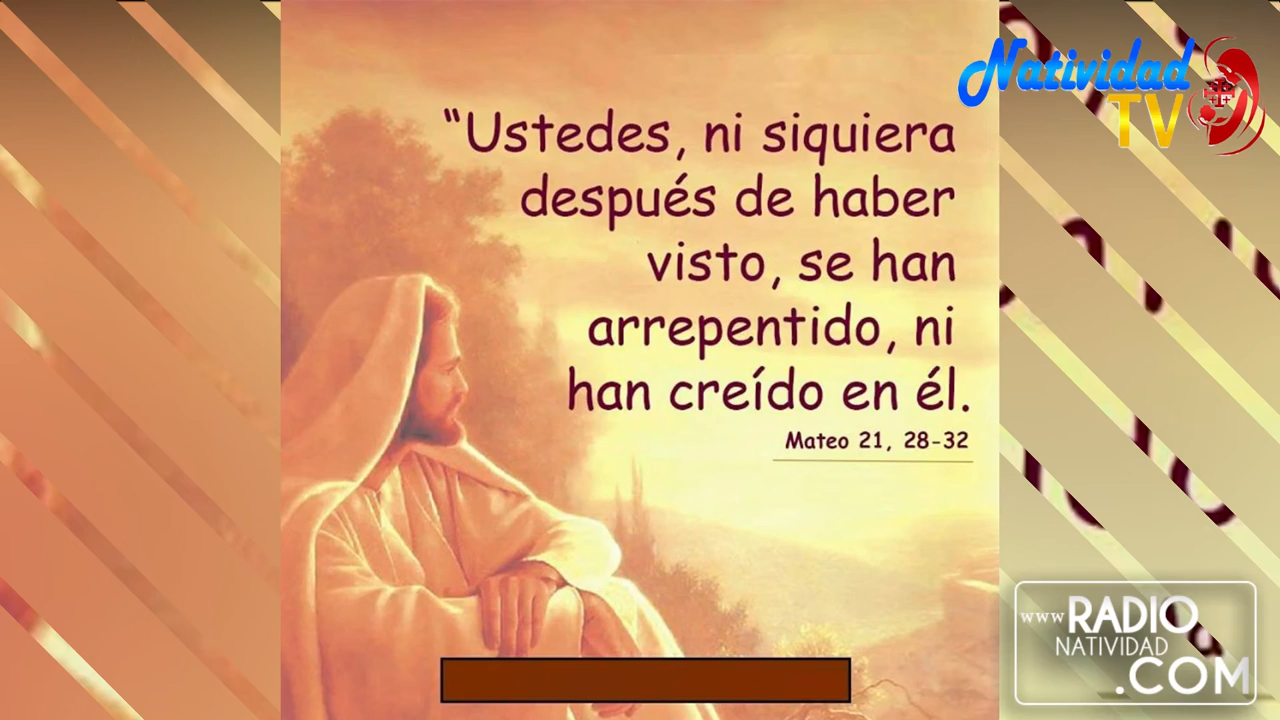 Natividad
TV
“Ustedes, ni siquiera
después de haber
visto, se han
arrepentido, ni
han creído en él.
Mateo 21, 28-32
www RADIO
NATIVIDAD
.COM